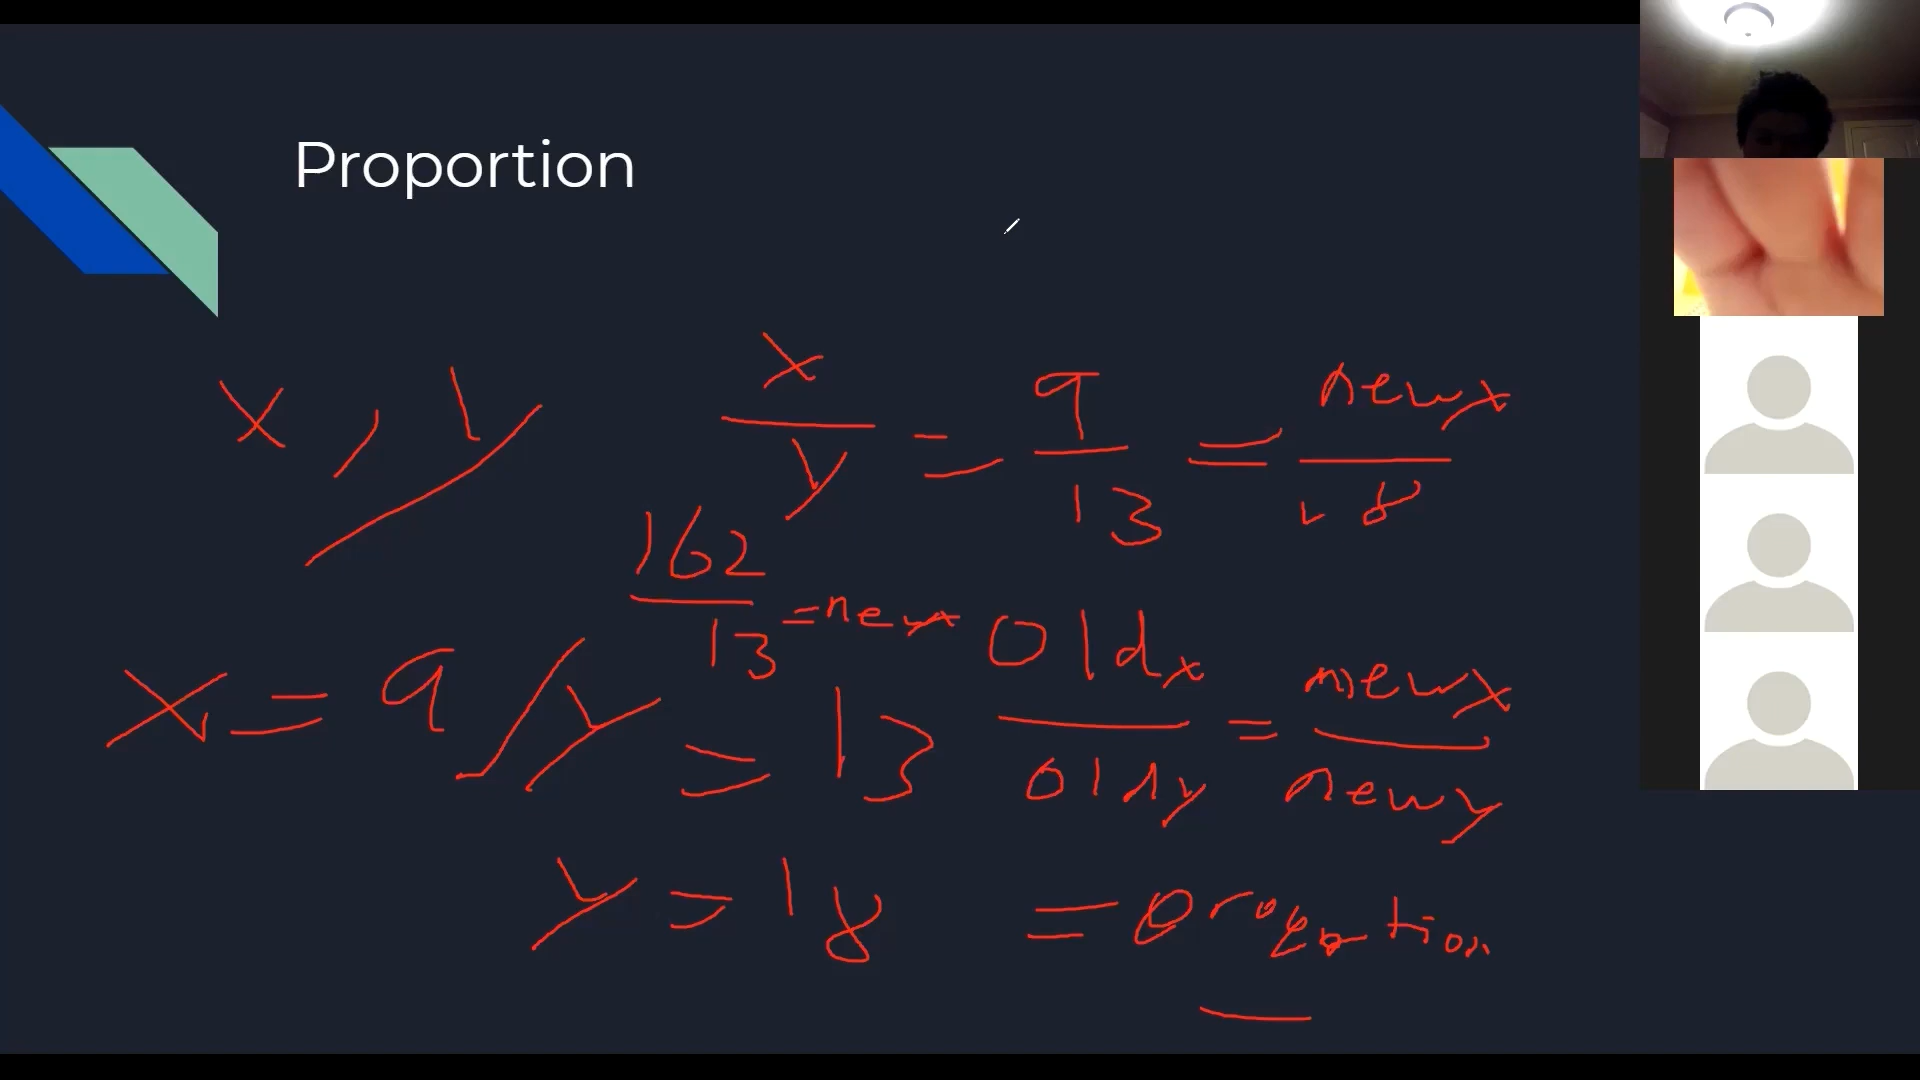 Proportion
x, y
x/y = 9/13 = newx/18
162/13 = newx
x = 9 / y = 13
oldx/oldy = newx/newy
y = 18
= proportion